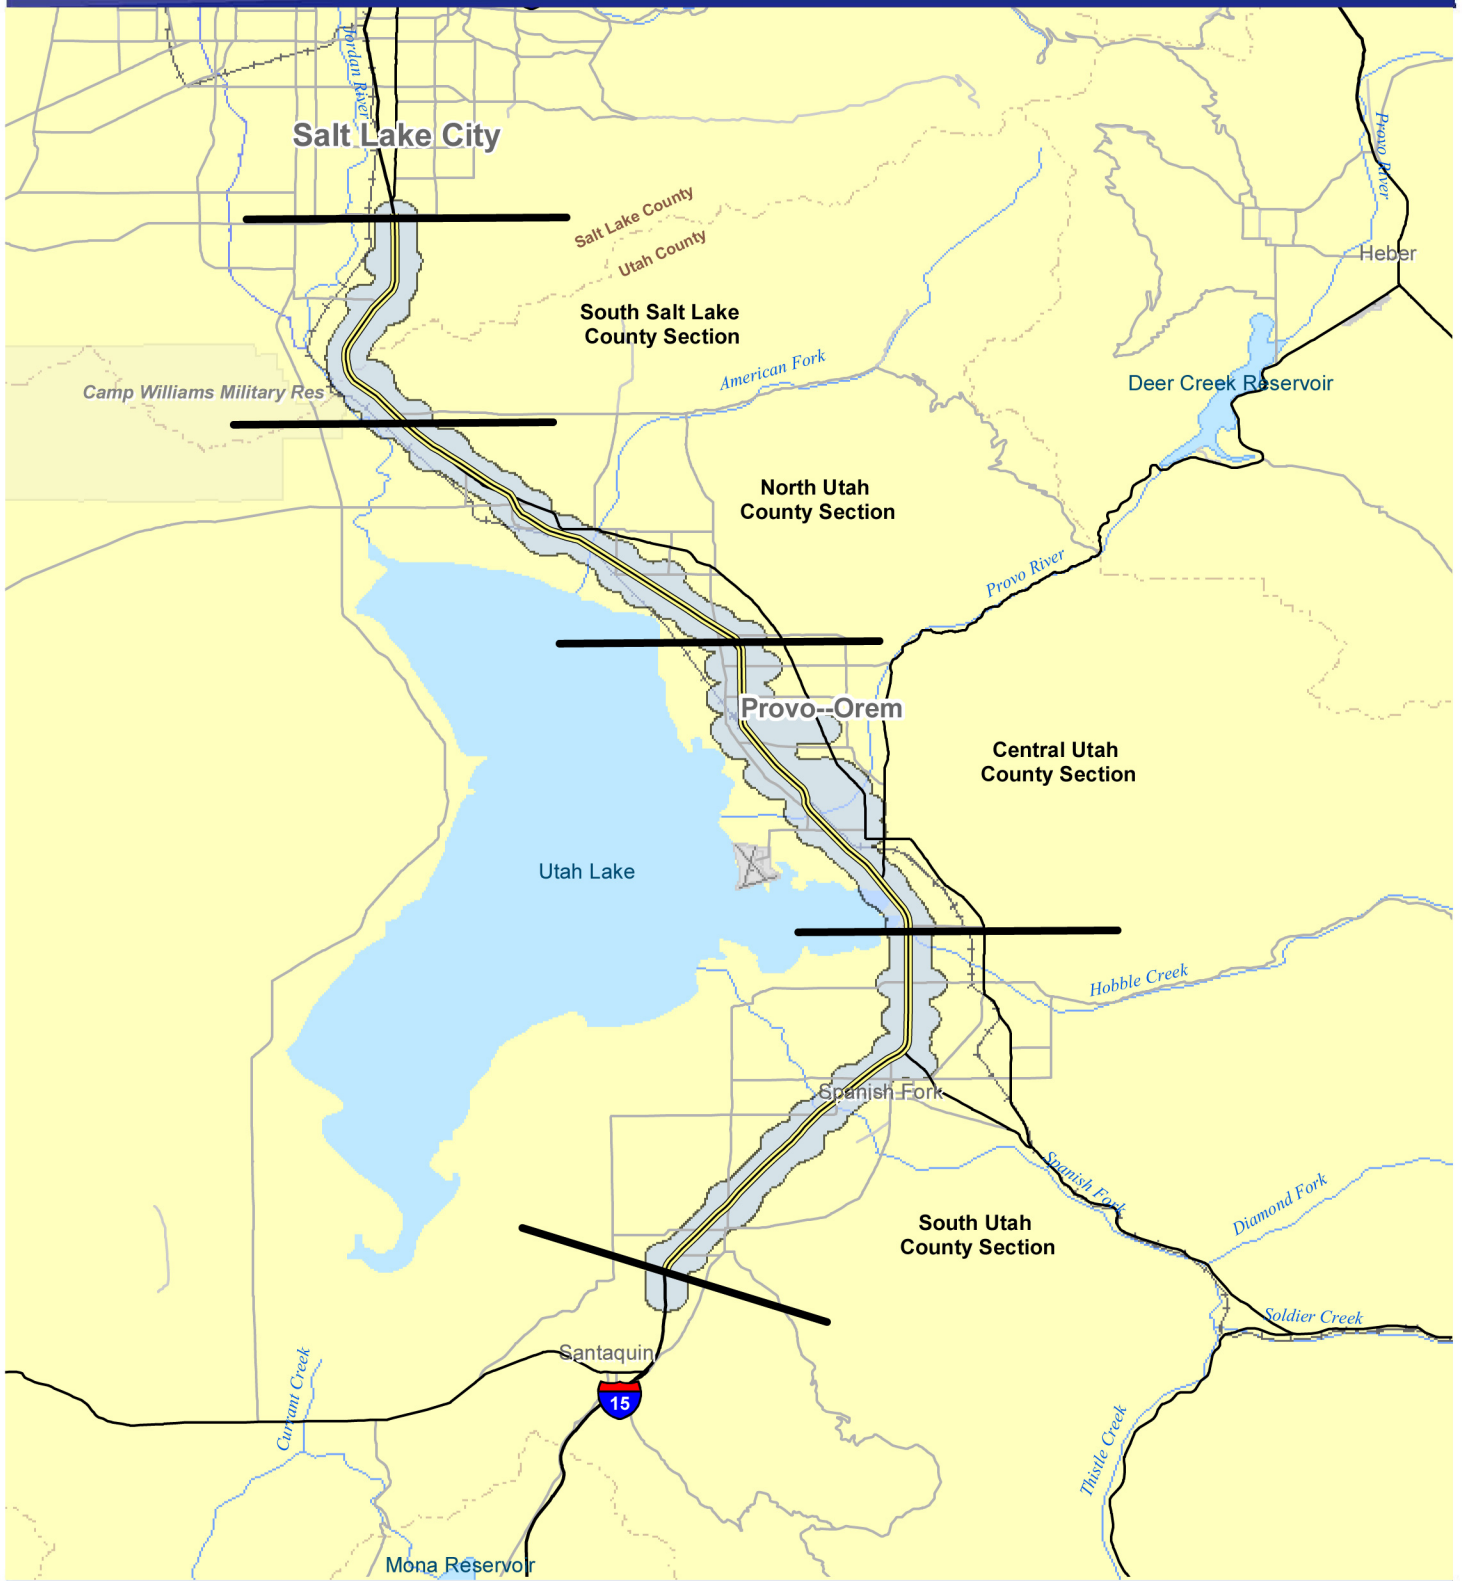 Jordan River
Salt Lake City
Provo River
Salt Lake County
Utah County
Heber
South Salt Lake
County Section
American Fork
Camp Williams Military Res
Deer Creek Reservoir
North Utah
County Section
Provo River
Provo--Orem
Central Utah
County Section
Utah Lake
Hobble Creek
Spanish Fork
Spanish Fork
Diamond Fork
South Utah
County Section
Soldier Creek
Santaquin
15
Currant Creek
Thistle Creek
Mona Reservoir